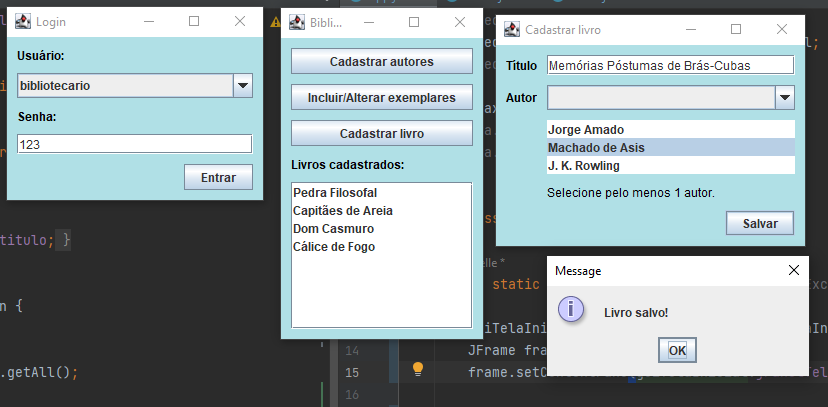 Login
Usuário:
bibliotecario
Senha:
123
Entrar
Bibli...
Cadastrar autores
Incluir/Alterar exemplares
Cadastrar livro
Livros cadastrados:
Pedra Filosofal
Capitães de Areia
Dom Casmuro
Cálice de Fogo
Cadastrar livro
Título Memórias Póstumas de Brás-Cubas
Autor
Jorge Amado
Machado de Asis
J. K. Rowling
Selecione pelo menos 1 autor.
Salvar
Message
Livro salvo!
OK
titulo; }
n {
.getAll();
static
14 JFrame fra
15 frame.setCon
16